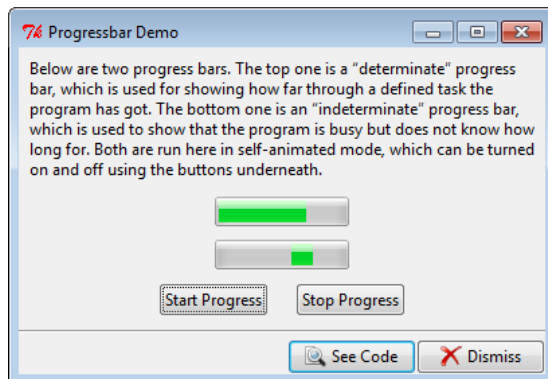 Progressbar Demo
Below are two progress bars. The top one is a “determinate” progress
bar, which is used for showing how far through a defined task the
program has got. The bottom one is an “indeterminate” progress bar,
which is used to show that the program is busy but does not know how
long for. Both are run here in self-animated mode, which can be turned
on and off using the buttons underneath.
Start Progress Stop Progress
See Code Dismiss